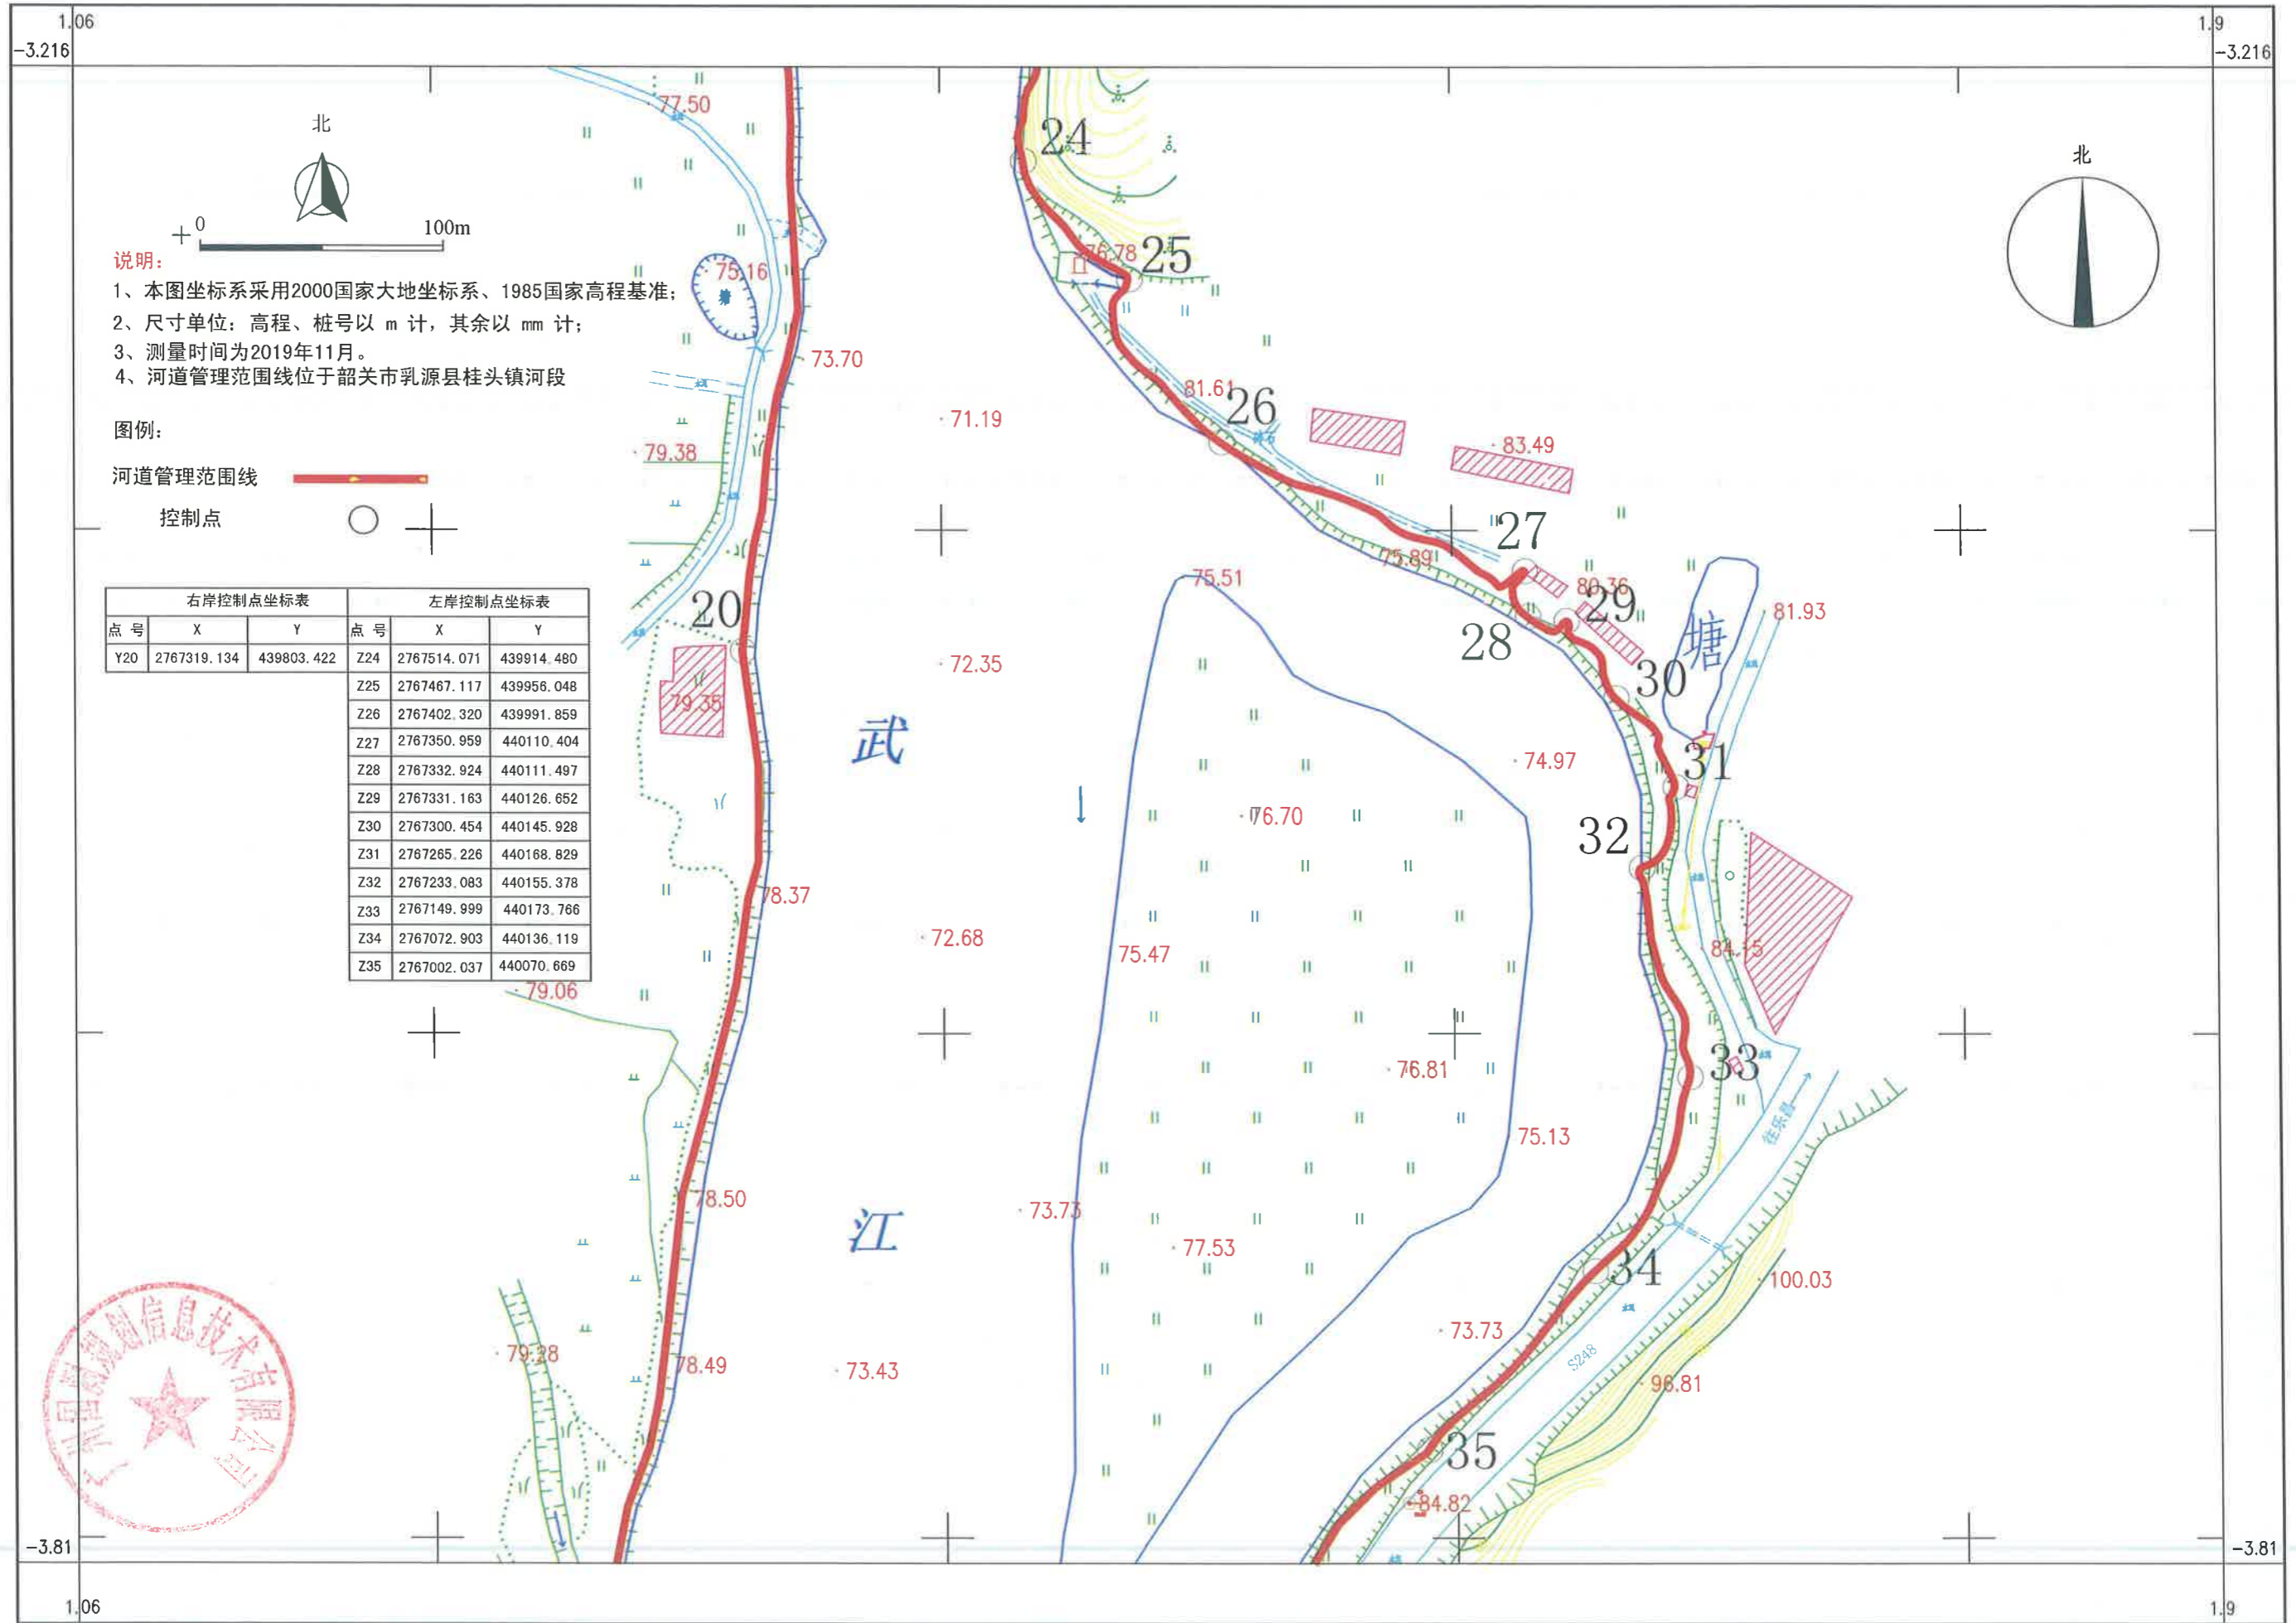 1.06
1.9
-3.216
-3.216
24
77.50
北
北
0
100m
25
76.78
75.16
说明：
1、本图坐标系采用2000国家大地坐标系、1985国家高程基准；
2、尺寸单位：高程、桩号以 m 计，其余以 mm 计；
3、测量时间为2019年11月。
4、河道管理范围线位于韶关市乳源县桂头镇河段
73.70
81.61
26
71.19
图例：
79.38
83.49
河道管理范围线
控制点
27
75.89
75.51
80.36
右岸控制点坐标表 左岸控制点坐标表
点 号 X Y 点 号 X Y
Y20 2767319.134 439803.422 Z24 2767514.071 439914.480
Z25 2767467.117 439956.048
Z26 2767402.320 439991.859
Z27 2767350.959 440110.404
Z28 2767332.924 440111.497
Z29 2767331.163 440126.652
Z30 2767300.454 440145.928
Z31 2767265.226 440168.829
Z32 2767233.083 440155.378
Z33 2767149.999 440173.766
Z34 2767072.903 440136.119
Z35 2767002.037 440070.669
20
29
81.93
28
塘
72.35
30
79.35
武
74.97
31
76.70
32
78.37
72.68
75.47
84.15
79.06
33
76.81
往乐昌
75.13
78.50
73.73
江
77.53
34
100.03
73.73
79.28
78.49
73.43
S248
96.81
35
84.82
-3.81
-3.81
1.06
1.9